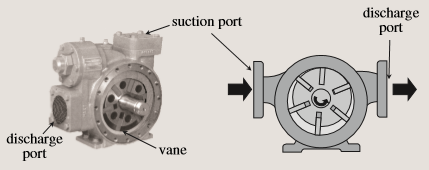 suction port
discharge
port
discharge
port
vane